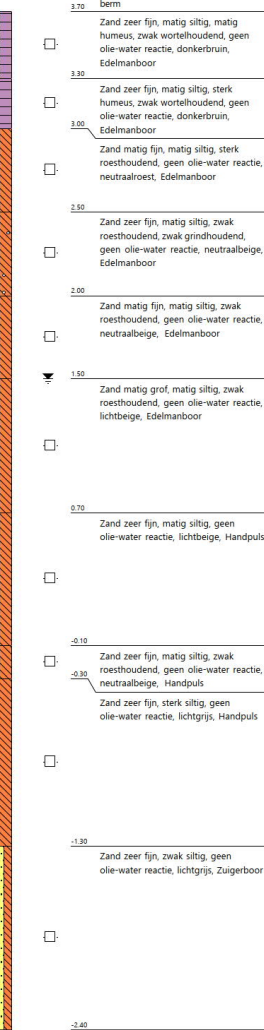 berm
3.70
Zand zeer fijn, matig siltig, matig
humeus, zwak wortelhoudend, geen
olie-water reactie, donkerbruin,
Edelmanboor
3.30
Zand zeer fijn, matig siltig, sterk
humeus, zwak wortelhoudend, geen
olie-water reactie, donkerbruin,
Edelmanboor
3.00
Zand matig fijn, matig siltig, sterk
roesthoudend, geen olie-water reactie,
neutraalroest, Edelmanboor
2.50
Zand zeer fijn, matig siltig, zwak
roesthoudend, zwak grindhoudend,
geen olie-water reactie, neutraalbeige,
Edelmanboor
2.00
Zand matig fijn, matig siltig, zwak
roesthoudend, geen olie-water reactie,
neutraalbeige, Edelmanboor
1.50
Zand matig grof, matig siltig, zwak
roesthoudend, geen olie-water reactie,
lichtbeige, Edelmanboor
0.70
Zand zeer fijn, matig siltig, geen
olie-water reactie, lichtbeige, Handpuls
-0.10
Zand zeer fijn, matig siltig, zwak
roesthoudend, geen olie-water reactie,
neutraalbeige, Handpuls
-0.30
Zand zeer fijn, sterk siltig, geen
olie-water reactie, lichtgrijs, Handpuls
-1.30
Zand zeer fijn, zwak siltig, geen
olie-water reactie, lichtgrijs, Zuigerboor
-2.40